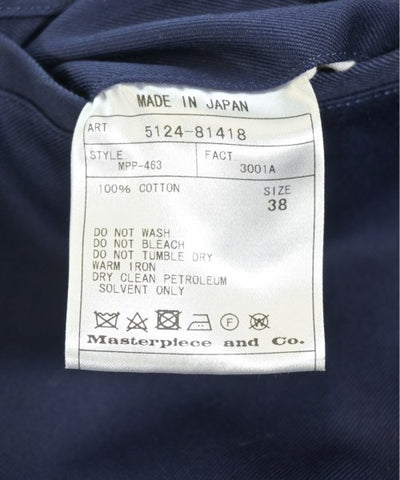 MADE IN JAPAN
ART 5124-81418
STYLE FACT
MPP-463 3001A
100% COTTON SIZE
38
DO NOT WASH
DO NOT BLEACH
DO NOT TUMBLE DRY
WARM IRON
DRY CLEAN PETROLEUM
SOLVENT ONLY
F W
Masterpiece and Co.